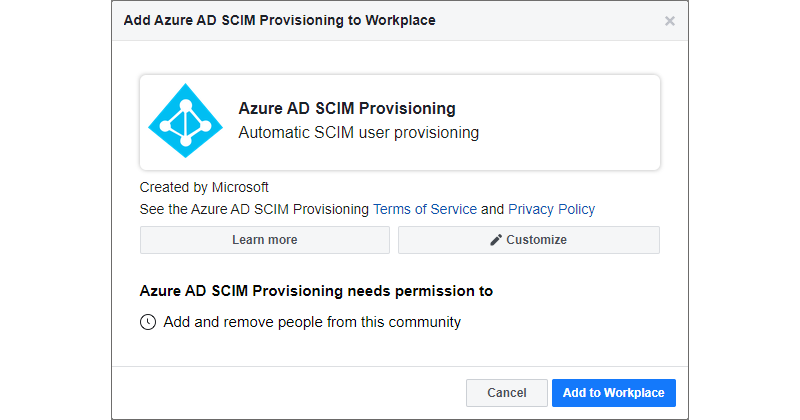 Add Azure AD SCIM Provisioning to Workplace
Azure AD SCIM Provisioning
Automatic SCIM user provisioning
Created by Microsoft
See the Azure AD SCIM Provisioning Terms of Service and Privacy Policy
Learn more
Customize
Azure AD SCIM Provisioning needs permission to
Add and remove people from this community
Cancel
Add to Workplace